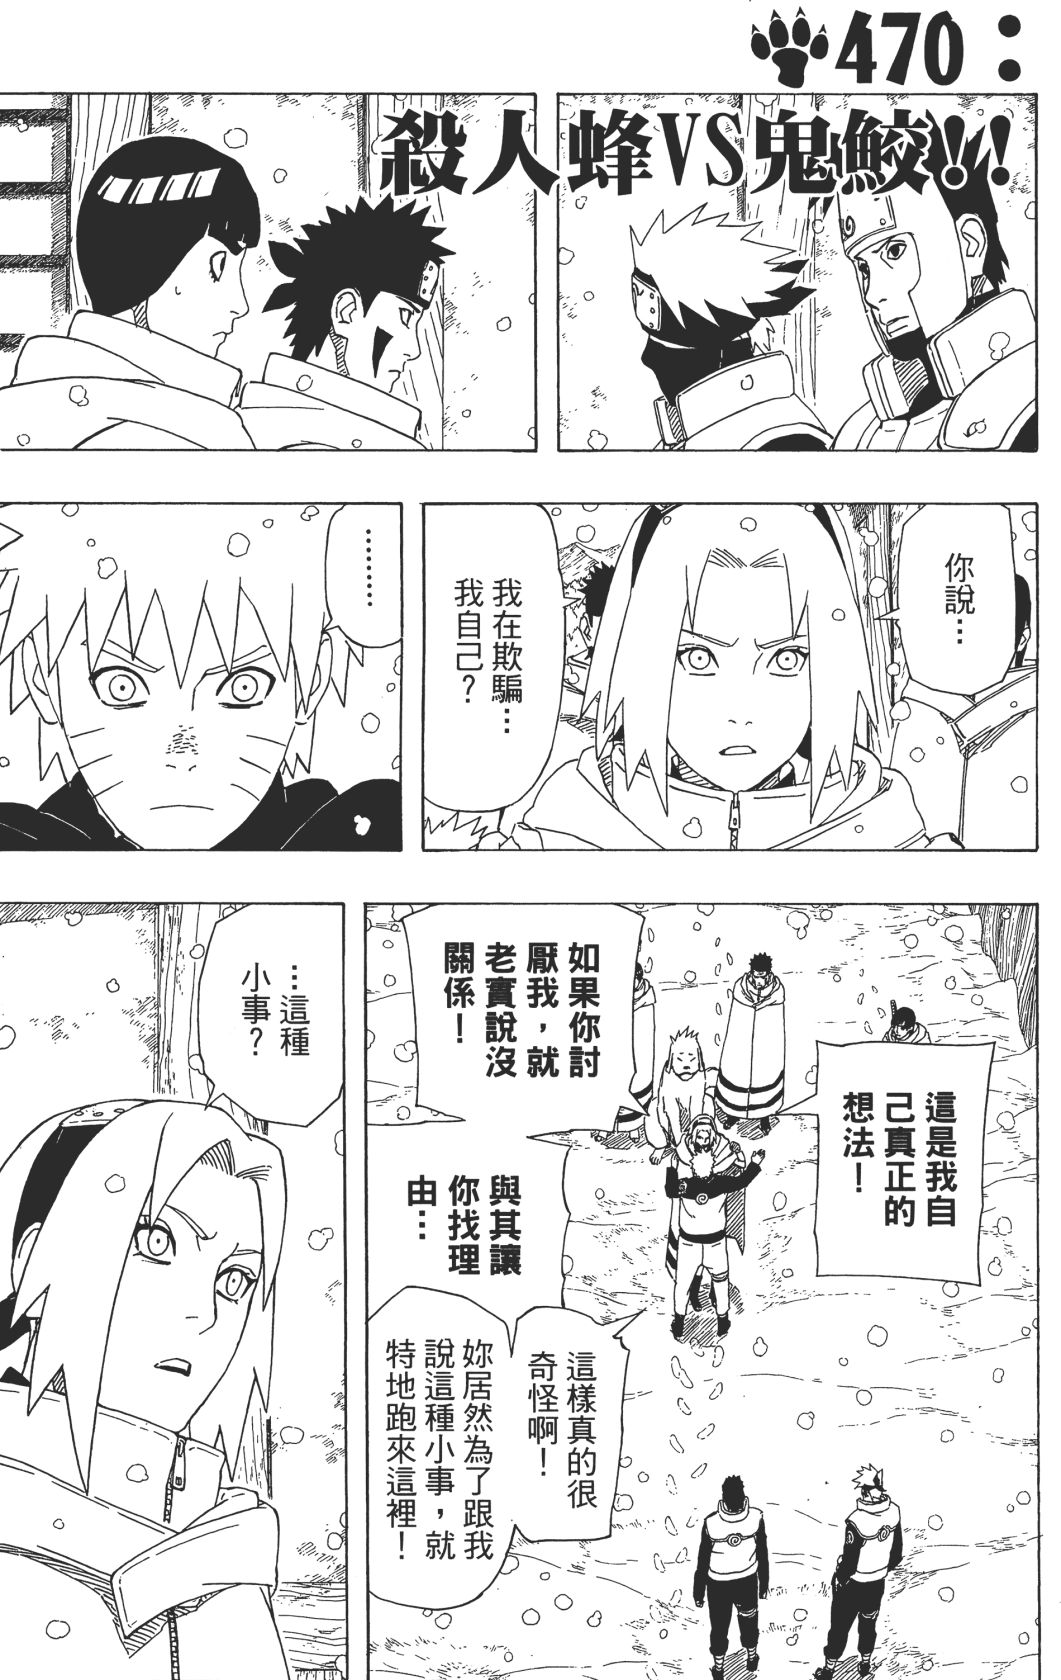 470：
殺人蜂VS鬼鮫！！
你說…
我在欺騙…
我自己？
………
這是我自
己真正的
想法！
如果你討
厭我，就
老實說沒
關係！
與其讓
你找理
由…
這樣真的很
奇怪啊！
妳居然為了跟我
說這種小事，就
特地跑來這裡！
…這種
小事？